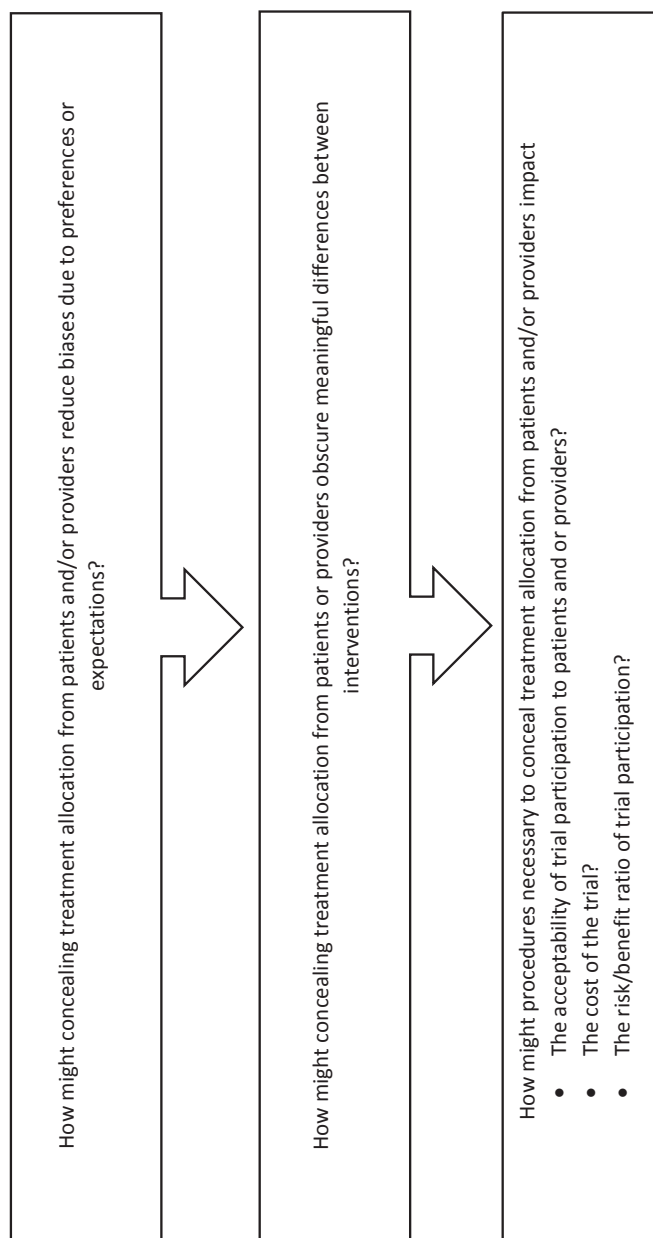 How might concealing treatment allocation from patients and/or providers reduce biases due to preferences or
expectations?
How might concealing treatment allocation from patients or providers obscure meaningful differences between
interventions?
How might procedures necessary to conceal treatment allocation from patients and/or providers impact
• The acceptability of trial participation to patients and or providers?
• The cost of the trial?
• The risk/benefit ratio of trial participation?